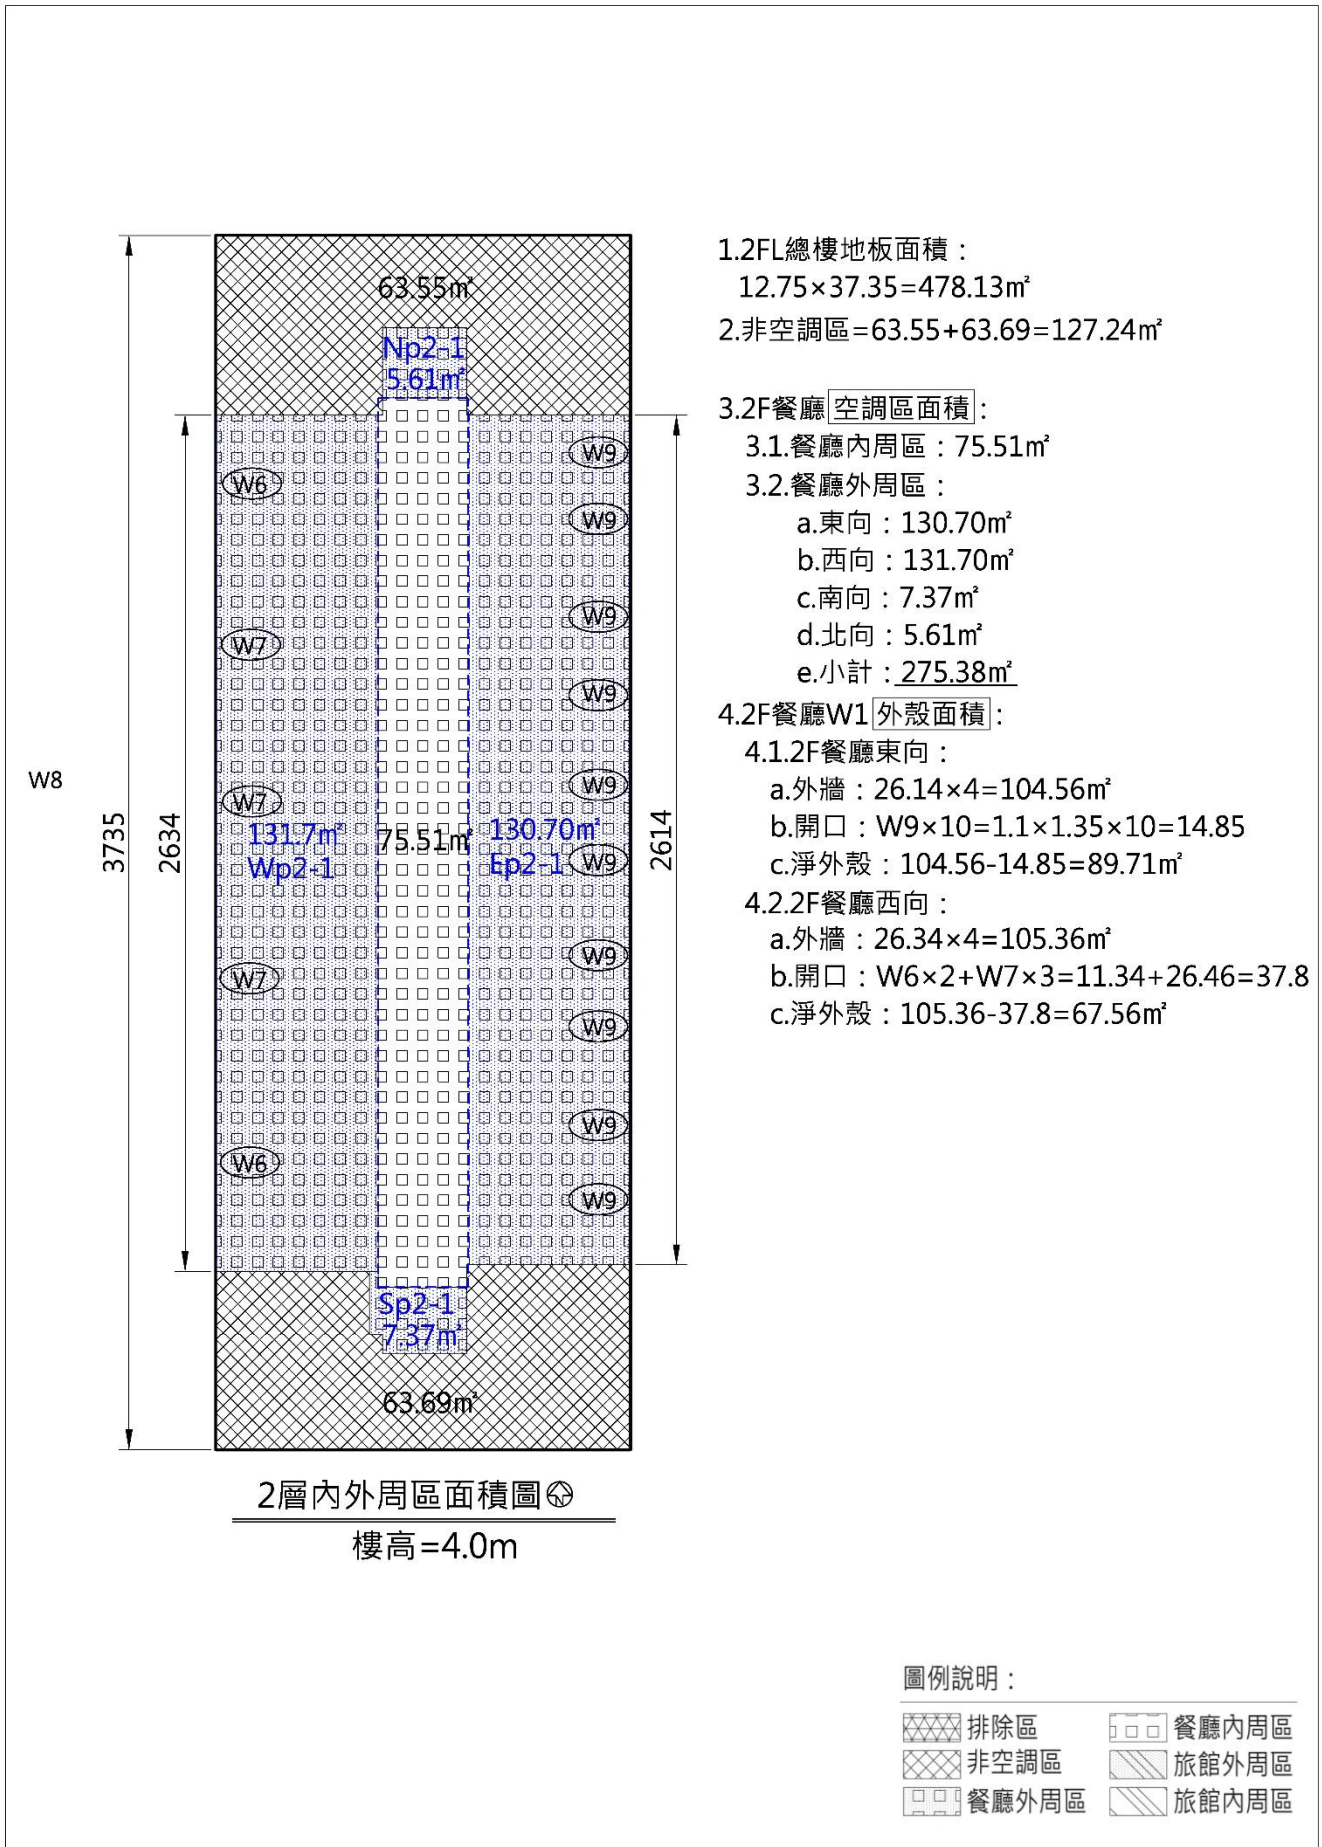 1.2FL總樓地板面積：
12.75×37.35=478.13㎡
2.非空調區=63.55+63.69=127.24㎡
3.2F餐廳空調區面積：
3.1.餐廳內周區：75.51㎡
3.2.餐廳外周區：
a.東向：130.70㎡
b.西向：131.70㎡
c.南向：7.37㎡
d.北向：5.61㎡
e.小計：275.38㎡
4.2F餐廳W1外殼面積：
4.1.2F餐廳東向：
a.外牆：26.14×4=104.56㎡
b.開口：W9×10=1.1×1.35×10=14.85
c.淨外殼：104.56-14.85=89.71㎡
4.2.2F餐廳西向：
a.外牆：26.34×4=105.36㎡
b.開口：W6×2+W7×3=11.34+26.46=37.8
c.淨外殼：105.36-37.8=67.56㎡
63.55㎡
Np2-1
5.61㎡
W9
W6
W9
W9
W7
W9
W8
W9
W7
3735
2634
131.7㎡
Wp2-1
75.51㎡
130.70㎡
Ep2-1
W9
2614
W9
W7
W9
W9
W6
W9
Sp2-1
7.37㎡
63.69㎡
2層內外周區面積圖 N
樓高=4.0m
圖例說明：
排除區
餐廳內周區
非空調區
旅館外周區
餐廳外周區
旅館內周區